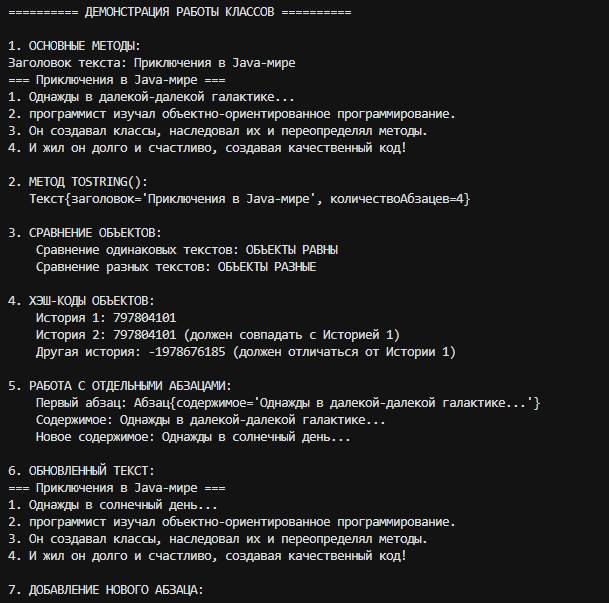 ========== ДЕМОНСТРАЦИЯ РАБОТЫ КЛАССОВ ==========
1. ОСНОВНЫЕ МЕТОДЫ:
Заголовок текста: Приключения в Java-мире
=== Приключения в Java-мире ===
1. Однажды в далекой-далекой галактике...
2. программист изучал объектно-ориентированное программирование.
3. Он создавал классы, наследовал их и переопределял методы.
4. И жил он долго и счастливо, создавая качественный код!
2. МЕТОД TOSTRING():
Текст{заголовок='Приключения в Java-мире', количествоАбзацев=4}
3. СРАВНЕНИЕ ОБЪЕКТОВ:
Сравнение одинаковых текстов: ОБЪЕКТЫ РАВНЫ
Сравнение разных текстов: ОБЪЕКТЫ РАЗНЫЕ
4. ХЭШ-КОДЫ ОБЪЕКТОВ:
История 1: 797804101
История 2: 797804101 (должен совпадать с Историей 1)
Другая история: -1978676185 (должен отличаться от Истории 1)
5. РАБОТА С ОТДЕЛЬНЫМИ АБЗАЦАМИ:
Первый абзац: Абзац{содержимое='Однажды в далекой-далекой галактике...'}
Содержимое: Однажды в далекой-далекой галактике...
Новое содержимое: Однажды в солнечный день...
6. ОБНОВЛЕННЫЙ ТЕКСТ:
=== Приключения в Java-мире ===
1. Однажды в солнечный день...
2. программист изучал объектно-ориентированное программирование.
3. Он создавал классы, наследовал их и переопределял методы.
4. И жил он долго и счастливо, создавая качественный код!
7. ДОБАВЛЕНИЕ НОВОГО АБЗАЦА: